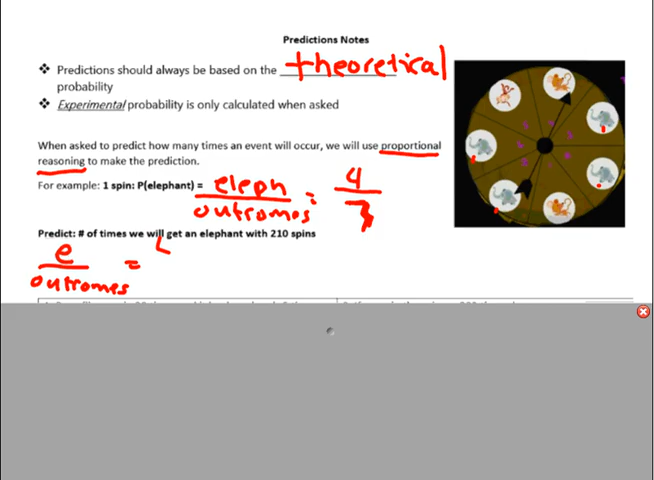 Predictions Notes
❖ Predictions should always be based on the theoretical
probability
❖ Experimental probability is only calculated when asked
When asked to predict how many times an event will occur, we will use proportional
reasoning to make the prediction.
For example: 1 spin: P(elephant) = eleph / outcomes = 4 / 7
Predict: # of times we will get an elephant with 210 spins
e / outcomes =